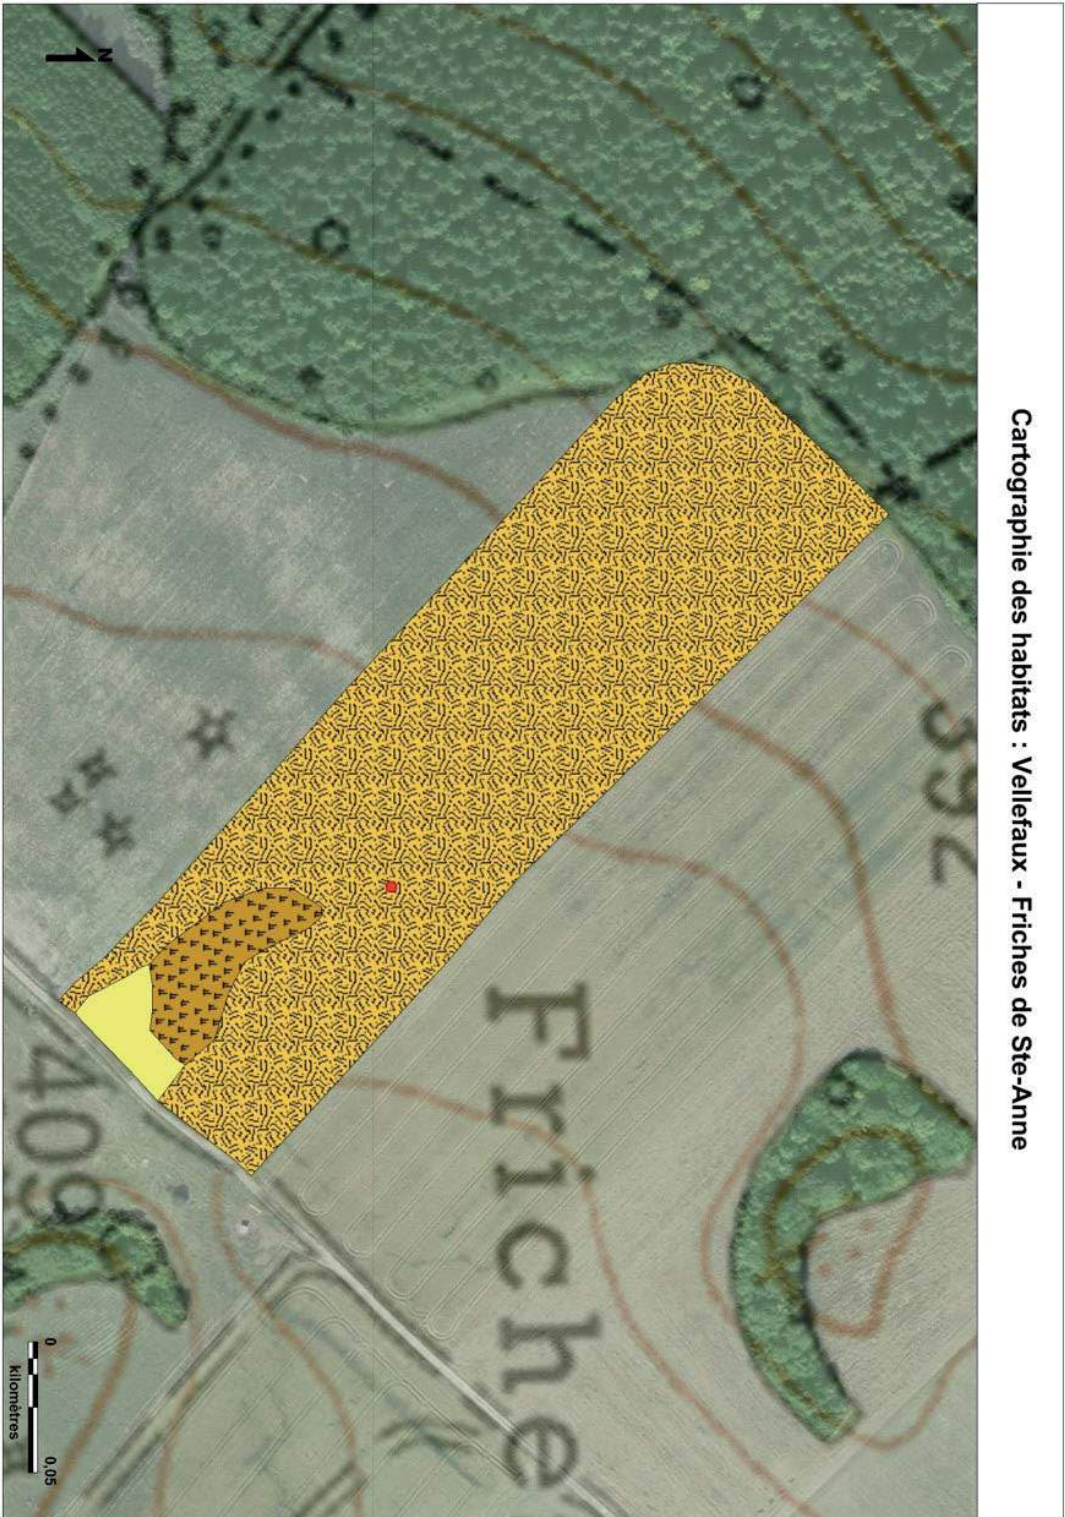 Cartographie des habitats : Vellefaux - Friches de Ste-Anne
N
392
Friche
409
0
0,05
kilomètres